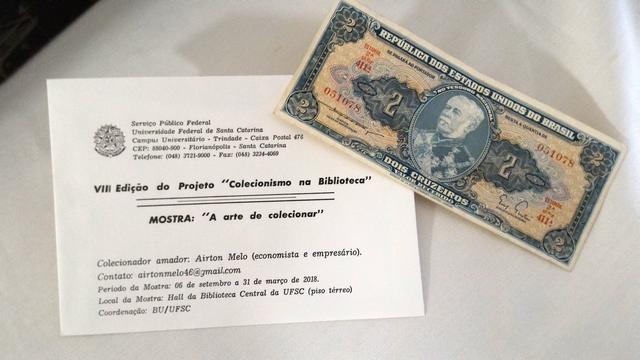 Serviço Público Federal
Universidade Federal de Santa Catarina
Campus Universitário - Trindade - Caixa Postal 476
CEP: 88040-900 - Florianópolis - Santa Catarina
Telefone: (048) 3721-9000 - Fax: (048) 3234-4069
VIII Edição do Projeto "Colecionismo na Biblioteca"
MOSTRA: "A arte de colecionar"
Colecionador amador: Airton Melo (economista e empresário).
Contato: airtonmelo46@gmail.com
Período da Mostra: 06 de setembro a 31 de março de 2018.
Local da Mostra: Hall da Biblioteca Central da UFSC (piso térreo)
Coordenação: BU/UFSC
2
2
REPÚBLICA DOS ESTADOS UNIDOS DO BRASIL
051078
051078
2
2
DOIS CRUZEIROS
2
2